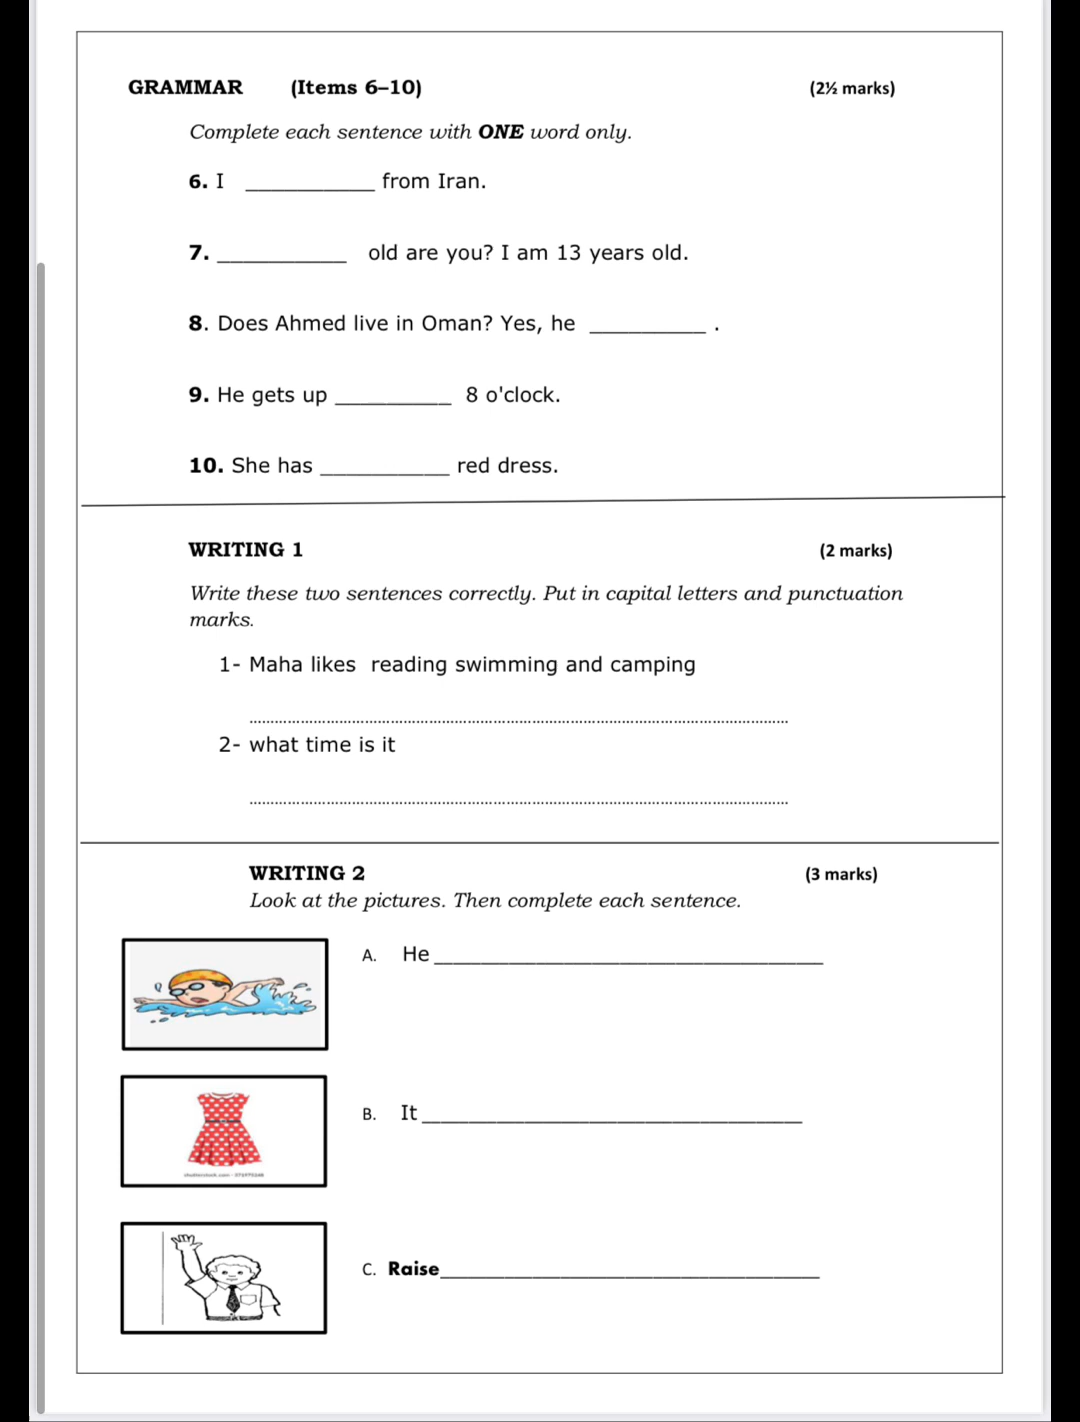 GRAMMAR (Items 6–10) (2½ marks)
Complete each sentence with ONE word only.
6. I ___________ from Iran.
7. ___________ old are you? I am 13 years old.
8. Does Ahmed live in Oman? Yes, he __________ .
9. He gets up __________ 8 o'clock.
10. She has ___________ red dress.
WRITING 1 (2 marks)
Write these two sentences correctly. Put in capital letters and punctuation
marks.
1- Maha likes reading swimming and camping
2- what time is it
WRITING 2 (3 marks)
Look at the pictures. Then complete each sentence.
A. He
B. It
C. Raise